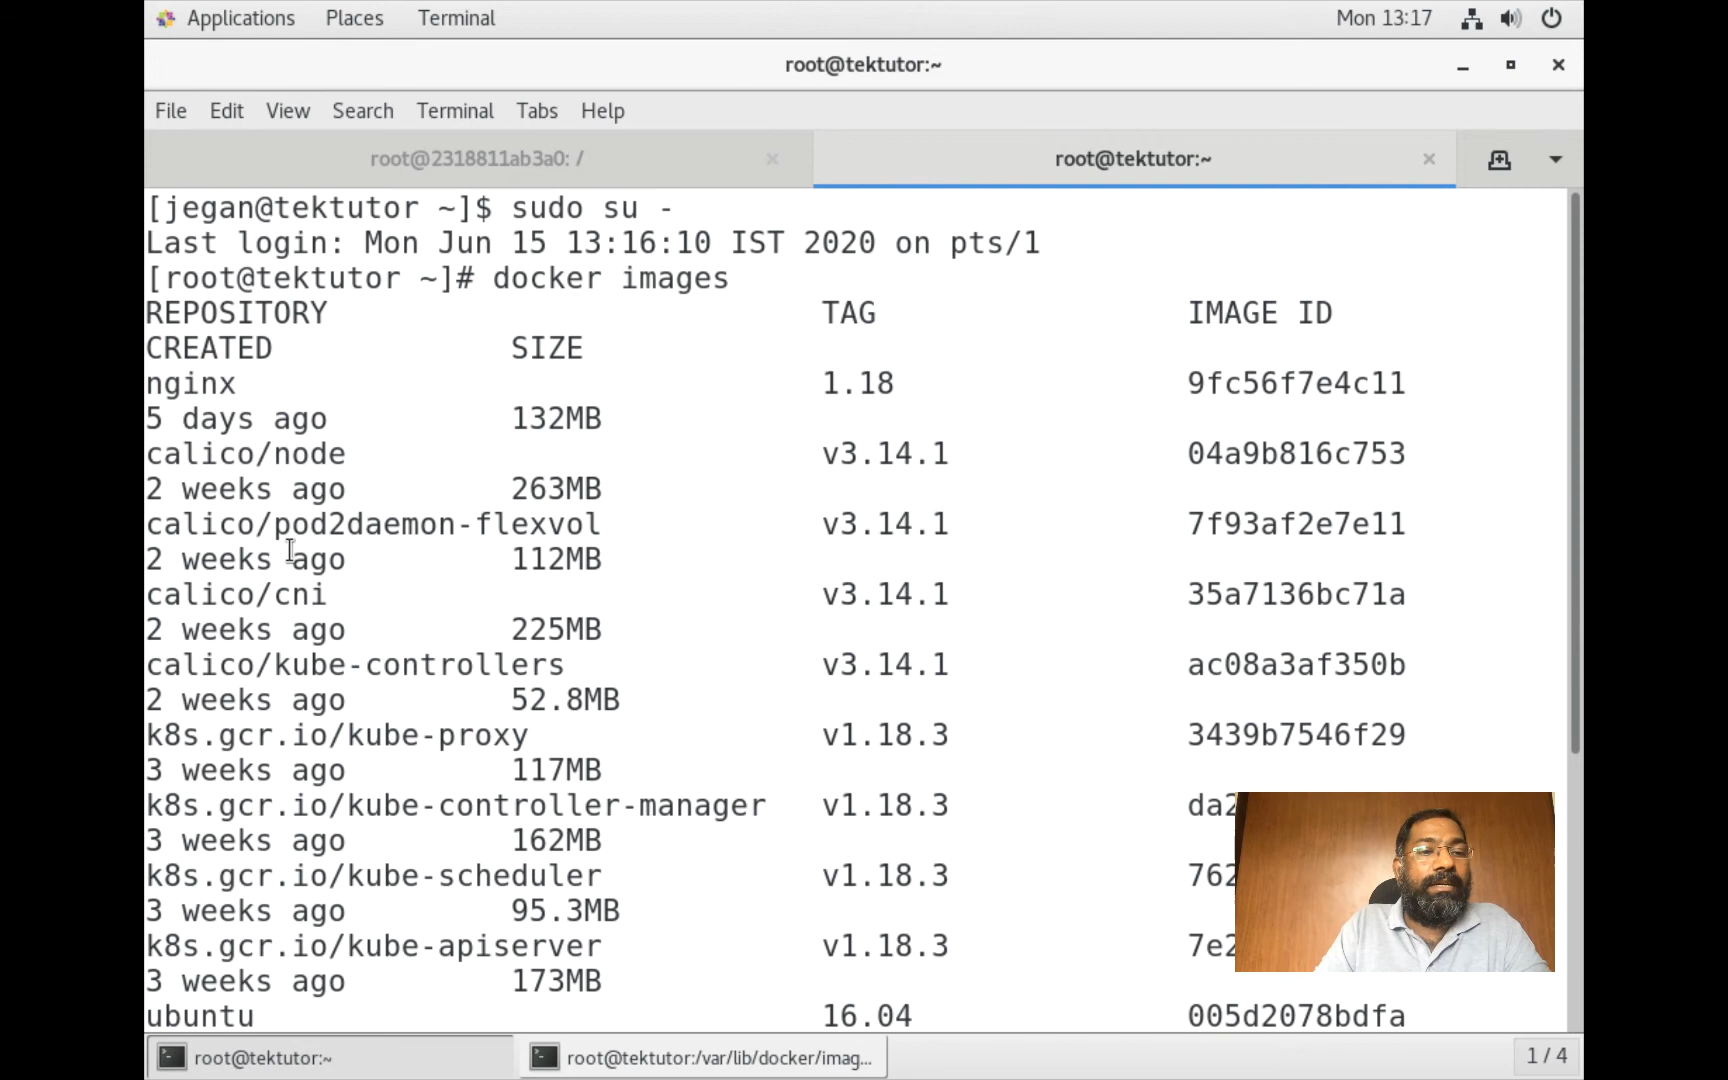 Applications Places Terminal Mon 13:17
root@tektutor:~
File Edit View Search Terminal Tabs Help
root@2318811ab3a0: / root@tektutor:~
[jegan@tektutor ~]$ sudo su -
Last login: Mon Jun 15 13:16:10 IST 2020 on pts/1
[root@tektutor ~]# docker images
REPOSITORY TAG IMAGE ID
CREATED SIZE
nginx 1.18 9fc56f7e4c11
5 days ago 132MB
calico/node v3.14.1 04a9b816c753
2 weeks ago 263MB
calico/pod2daemon-flexvol v3.14.1 7f93af2e7e11
2 weeks ago 112MB
calico/cni v3.14.1 35a7136bc71a
2 weeks ago 225MB
calico/kube-controllers v3.14.1 ac08a3af350b
2 weeks ago 52.8MB
k8s.gcr.io/kube-proxy v1.18.3 3439b7546f29
3 weeks ago 117MB
k8s.gcr.io/kube-controller-manager v1.18.3
3 weeks ago 162MB
k8s.gcr.io/kube-scheduler v1.18.3 762
3 weeks ago 95.3MB
k8s.gcr.io/kube-apiserver v1.18.3 7e2
3 weeks ago 173MB
ubuntu 16.04 005d2078bdfa
root@tektutor:~ root@tektutor:/var/lib/docker/imag... 1 / 4